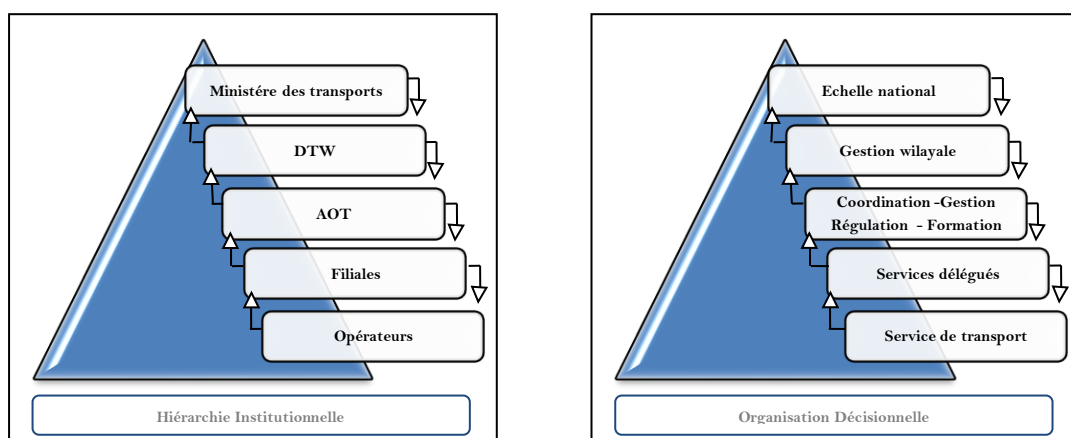 Ministére des transports
DTW
AOT
Filiales
Opérateurs
Hiérarchie Institutionnelle
Echelle national
Gestion wilayale
Coordination -Gestion
Régulation - Formation
Services délégués
Service de transport
Organisation Décisionnelle